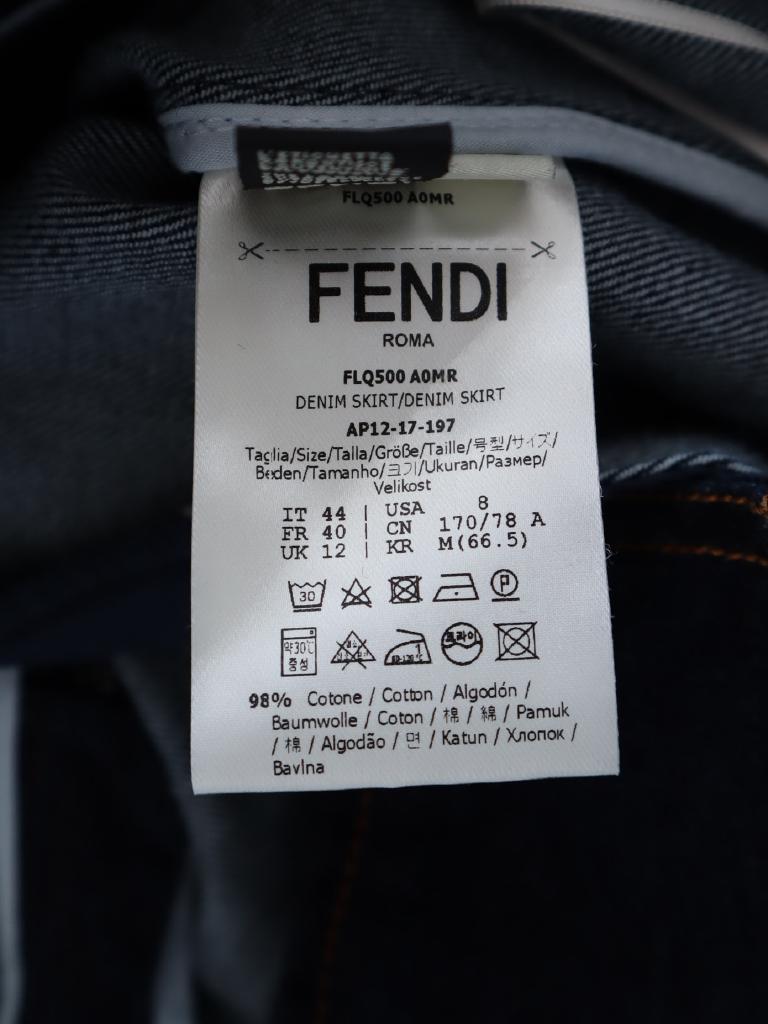 FLQ500 A0MR
FENDI
ROMA
FLQ500 A0MR
DENIM SKIRT/DENIM SKIRT
AP12-17-197
Taglia/Size/Talla/Größe/Taille/号型/サイズ/
Beden/Tamanho/크기/Ukuran/Размер/
Velikost
IT 44 | USA 8
FR 40 | CN 170/78 A
UK 12 | KR M(66.5)
30 P
약30℃ 중성 1 드라이
98% Cotone / Cotton / Algodón /
Baumwolle / Coton / 棉 / 綿 / Pamuk
/ 棉 / Algodão / 면 / Katun / Хлопок /
Bavlna